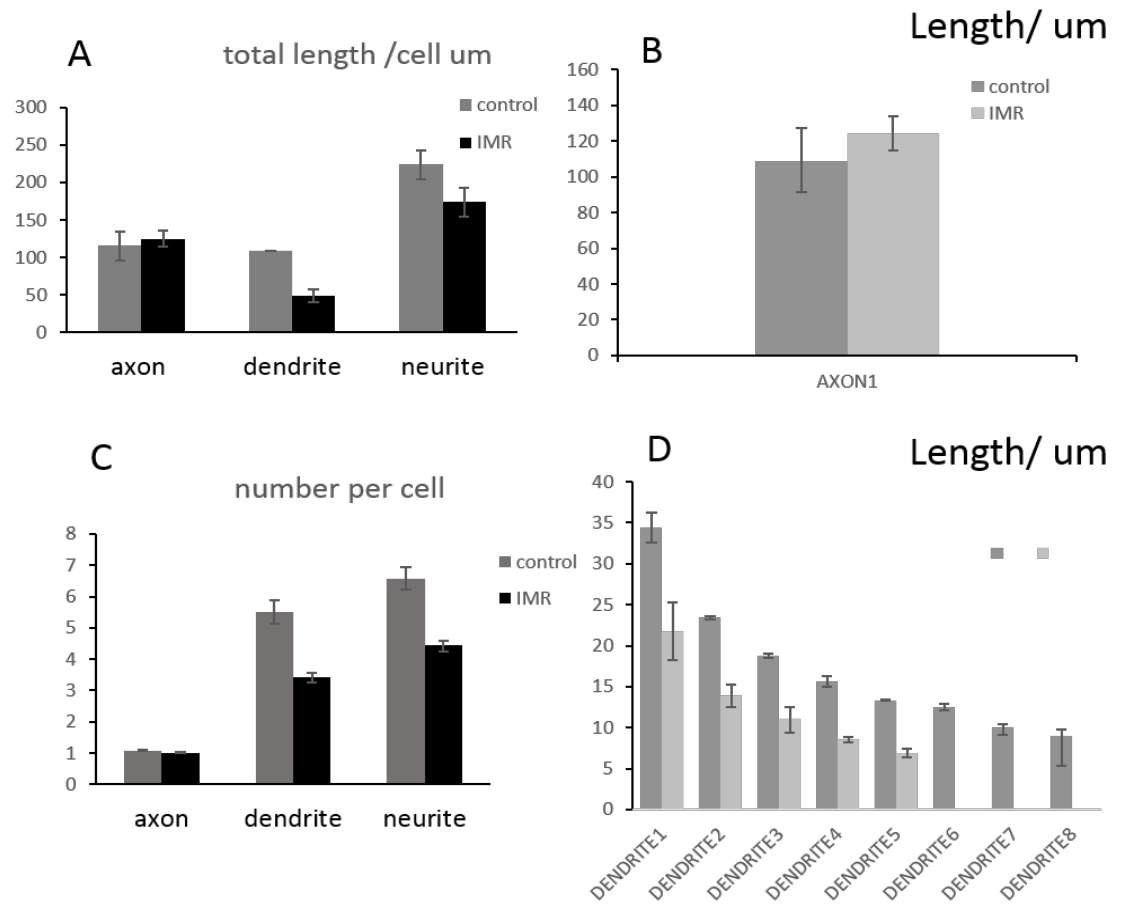 A
total length /cell um
control
IMR
300
250
200
150
100
50
0
axon dendrite neurite
B
Length/ um
control
IMR
160
140
120
100
80
60
40
20
0
AXON1
C
number per cell
control
IMR
8
7
6
5
4
3
2
1
0
axon dendrite neurite
D
Length/ um
40
35
30
25
20
15
10
5
0
DENDRITE1 DENDRITE2 DENDRITE3 DENDRITE4 DENDRITE5 DENDRITE6 DENDRITE7 DENDRITE8